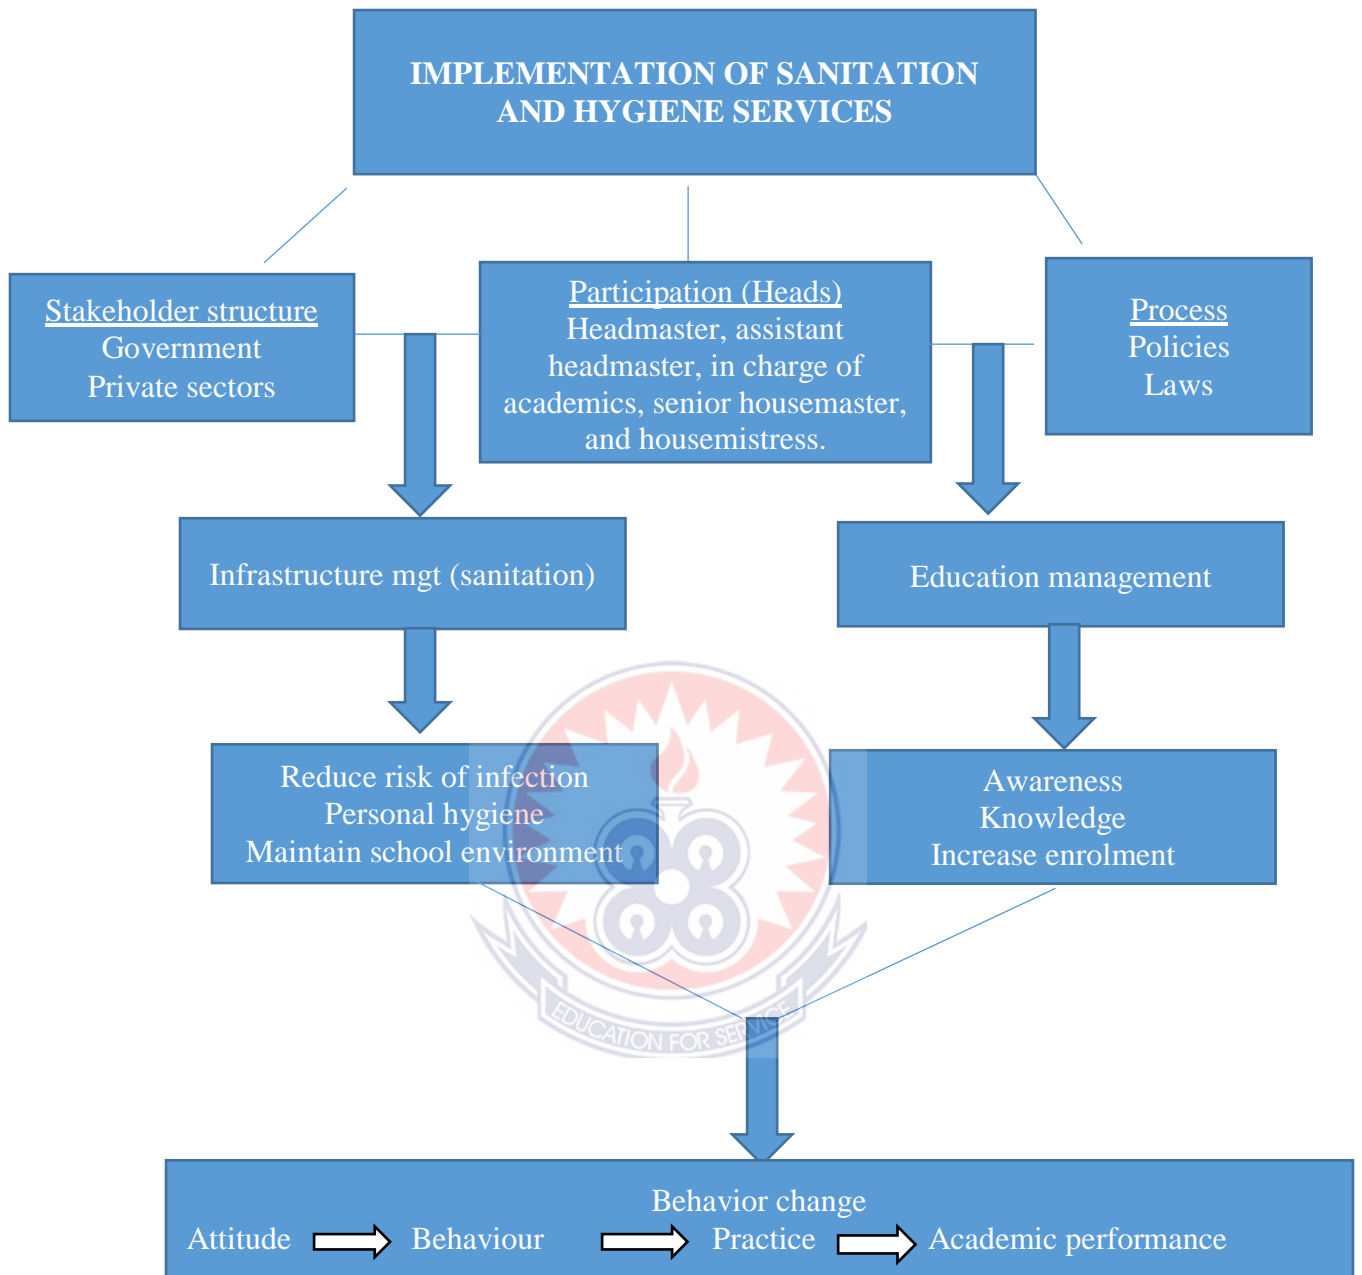 IMPLEMENTATION OF SANITATION
AND HYGIENE SERVICES
Stakeholder structure
Government
Private sectors
Participation (Heads)
Headmaster, assistant
headmaster, in charge of
academics, senior housemaster,
and housemistress.
Process
Policies
Laws
Infrastructure mgt (sanitation)
Education management
Reduce risk of infection
Personal hygiene
Maintain school environment
Awareness
Knowledge
Increase enrolment
EDUCATION FOR SERVICE
Behavior change
Attitude Behaviour Practice Academic performance